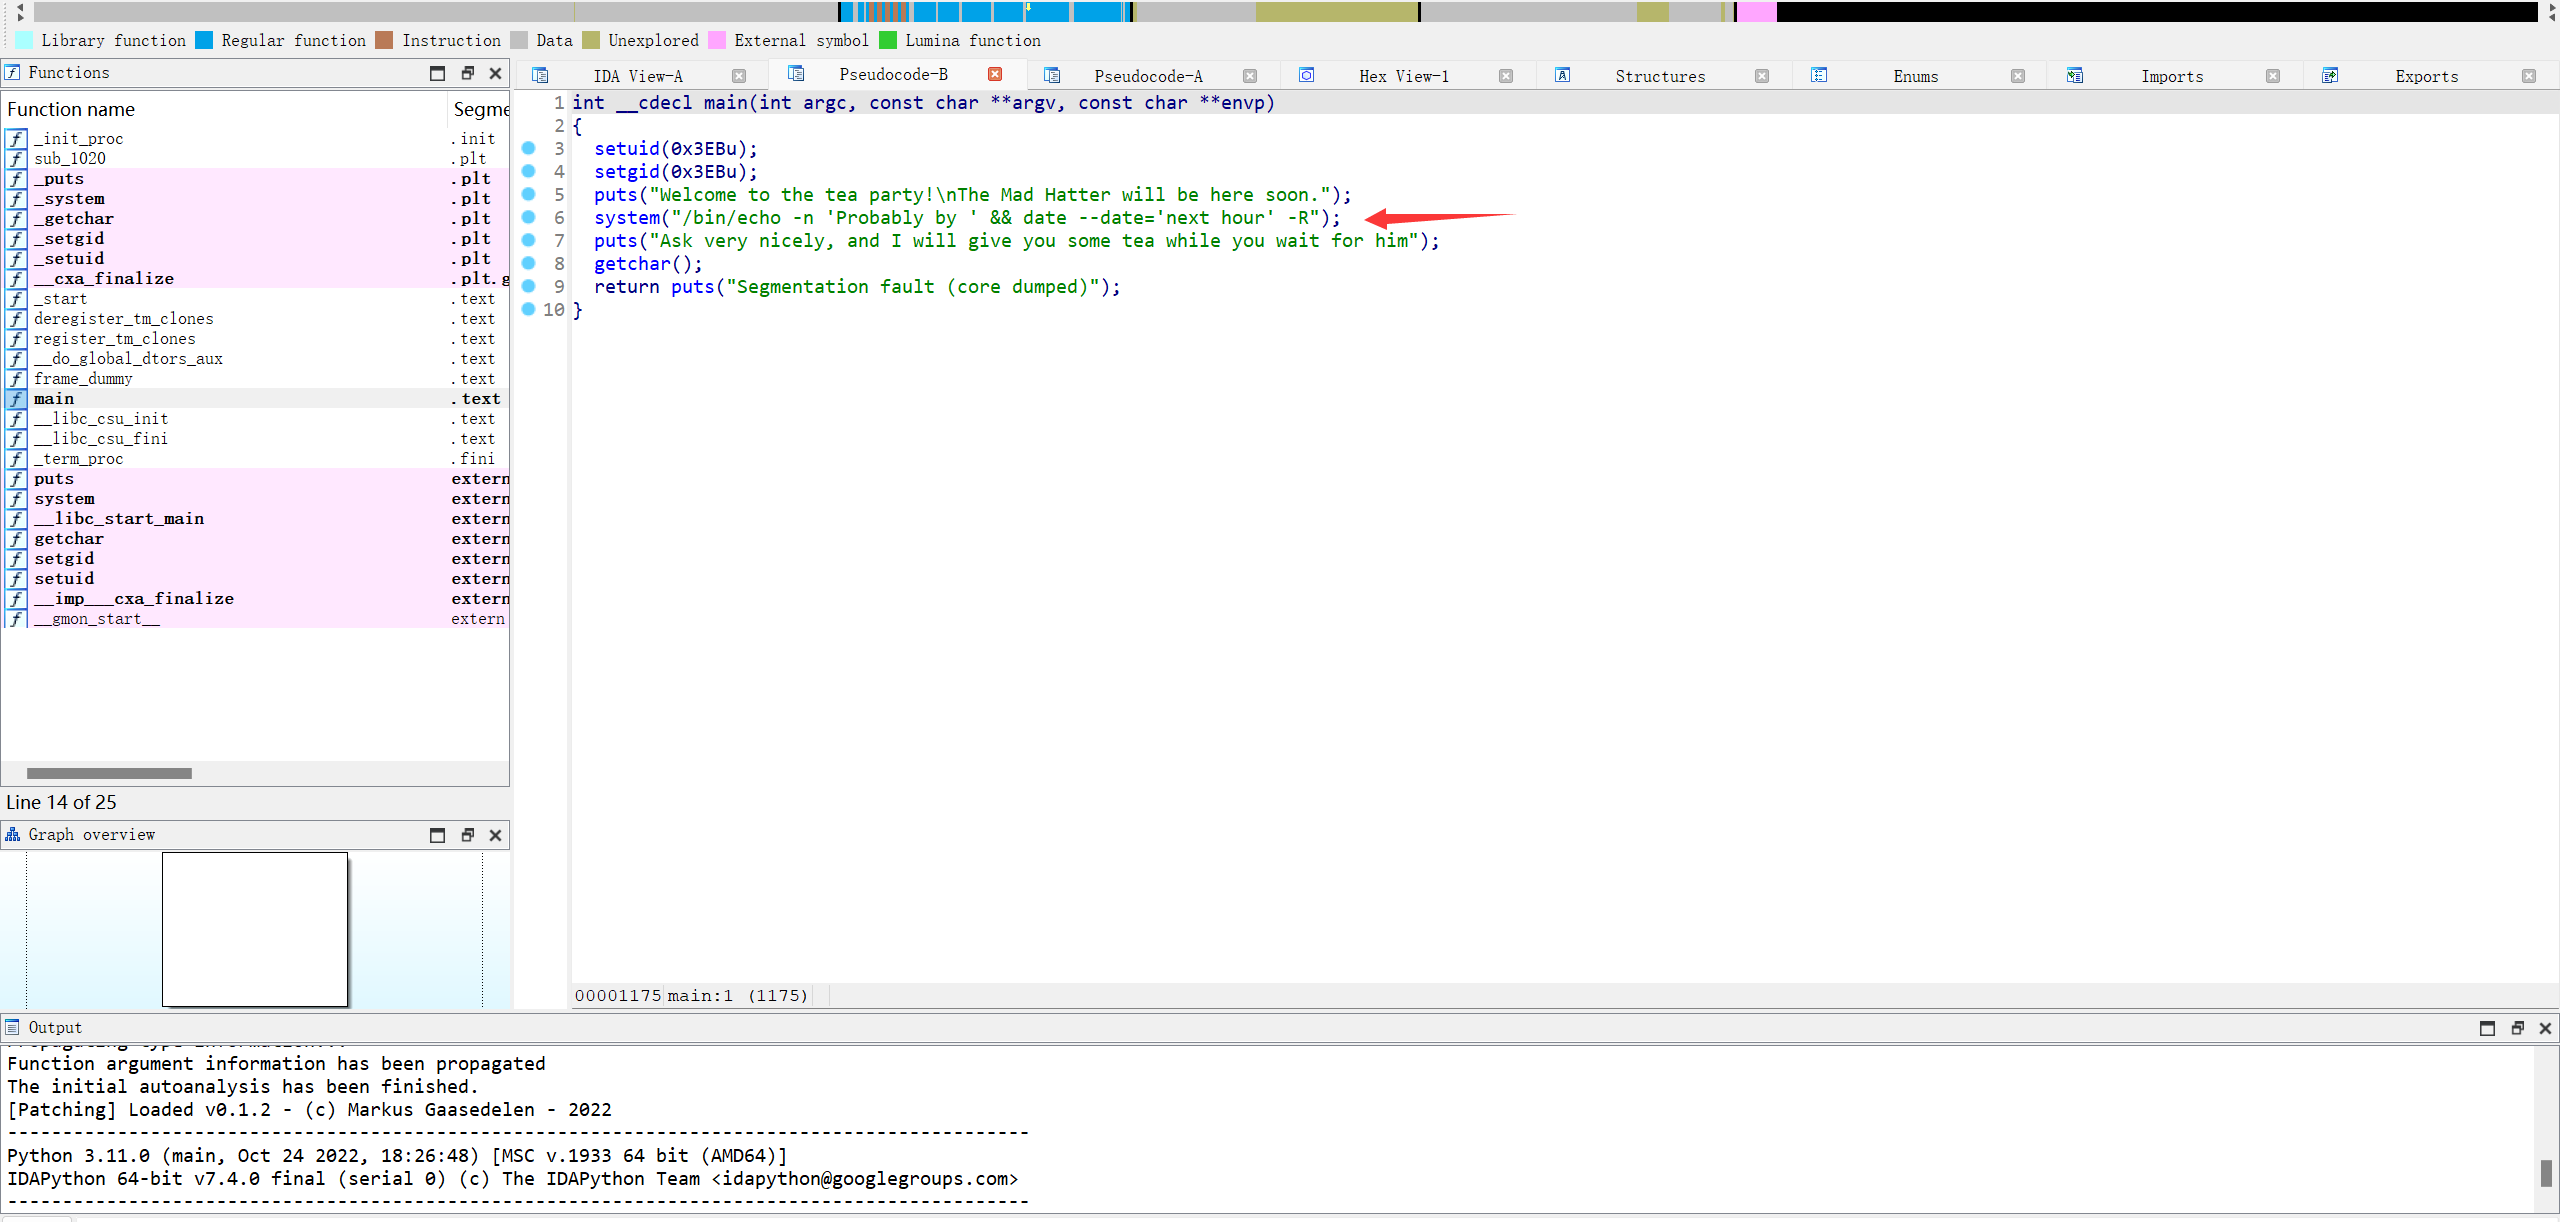 Library function Regular function Instruction Data Unexplored External symbol Lumina function
Functions
Function name Segme
_init_proc .init
sub_1020 .plt
_puts .plt
_system .plt
_getchar .plt
_setgid .plt
_setuid .plt
__cxa_finalize .plt.g
_start .text
deregister_tm_clones .text
register_tm_clones .text
__do_global_dtors_aux .text
frame_dummy .text
main .text
__libc_csu_init .text
__libc_csu_fini .text
_term_proc .fini
puts extern
system extern
__libc_start_main extern
getchar extern
setgid extern
setuid extern
__imp___cxa_finalize extern
__gmon_start__ extern
Line 14 of 25
Graph overview
IDA View-A Pseudocode-B Pseudocode-A Hex View-1 Structures Enums Imports Exports
1 int __cdecl main(int argc, const char **argv, const char **envp)
2 {
3 setuid(0x3EBu);
4 setgid(0x3EBu);
5 puts("Welcome to the tea party!\nThe Mad Hatter will be here soon.");
6 system("/bin/echo -n 'Probably by ' && date --date='next hour' -R");
7 puts("Ask very nicely, and I will give you some tea while you wait for him");
8 getchar();
9 return puts("Segmentation fault (core dumped)");
10 }
00001175 main:1 (1175)
Output
Function argument information has been propagated
The initial autoanalysis has been finished.
[Patching] Loaded v0.1.2 - (c) Markus Gaasedelen - 2022
---------------------------------------------------------------------------------------------
Python 3.11.0 (main, Oct 24 2022, 18:26:48) [MSC v.1933 64 bit (AMD64)]
IDAPython 64-bit v7.4.0 final (serial 0) (c) The IDAPython Team <idapython@googlegroups.com>
---------------------------------------------------------------------------------------------